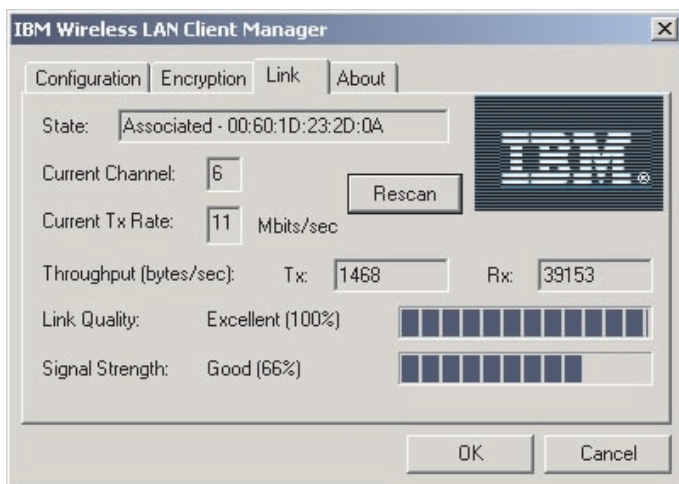 IBM Wireless LAN Client Manager
Configuration Encryption Link About
State: Associated - 00:60:1D:23:2D:0A
IBM®
Current Channel: 6
Rescan
Current Tx Rate: 11 Mbits/sec
Throughput (bytes/sec): Tx: 1468 Rx: 39153
Link Quality: Excellent (100%)
Signal Strength: Good (66%)
OK Cancel